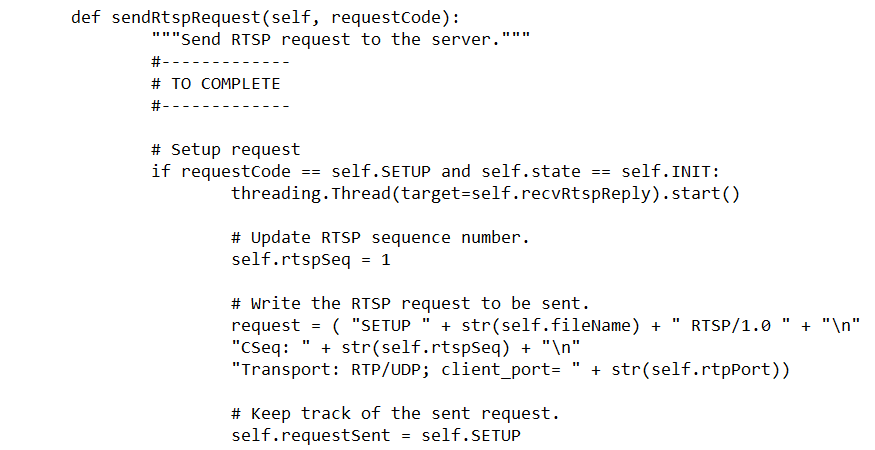 def sendRtspRequest(self, requestCode):
"""Send RTSP request to the server."""
#-------------
# TO COMPLETE
#-------------
# Setup request
if requestCode == self.SETUP and self.state == self.INIT:
threading.Thread(target=self.recvRtspReply).start()
# Update RTSP sequence number.
self.rtspSeq = 1
# Write the RTSP request to be sent.
request = ( "SETUP " + str(self.fileName) + " RTSP/1.0 " + "\n"
"CSeq: " + str(self.rtspSeq) + "\n"
"Transport: RTP/UDP; client_port= " + str(self.rtpPort))
# Keep track of the sent request.
self.requestSent = self.SETUP